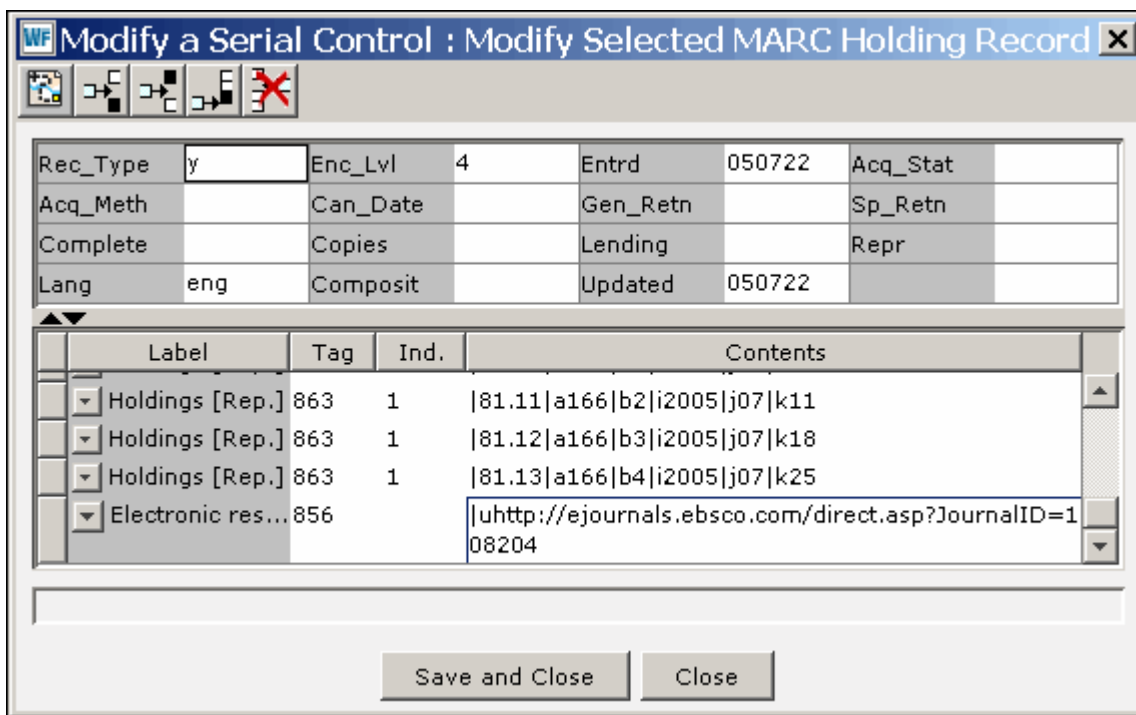 WF Modify a Serial Control : Modify Selected MARC Holding Record
Rec_Type y Enc_Lvl 4 Entrd 050722 Acq_Stat
Acq_Meth Can_Date Gen_Retn Sp_Retn
Complete Copies Lending Repr
Lang eng Composit Updated 050722
Label Tag Ind. Contents
Holdings [Rep.] 863 1 |81.11|a166|b2|i2005|j07|k11
Holdings [Rep.] 863 1 |81.12|a166|b3|i2005|j07|k18
Holdings [Rep.] 863 1 |81.13|a166|b4|i2005|j07|k25
Electronic res... 856 |uhttp://ejournals.ebsco.com/direct.asp?JournalID=1
08204
Save and Close Close